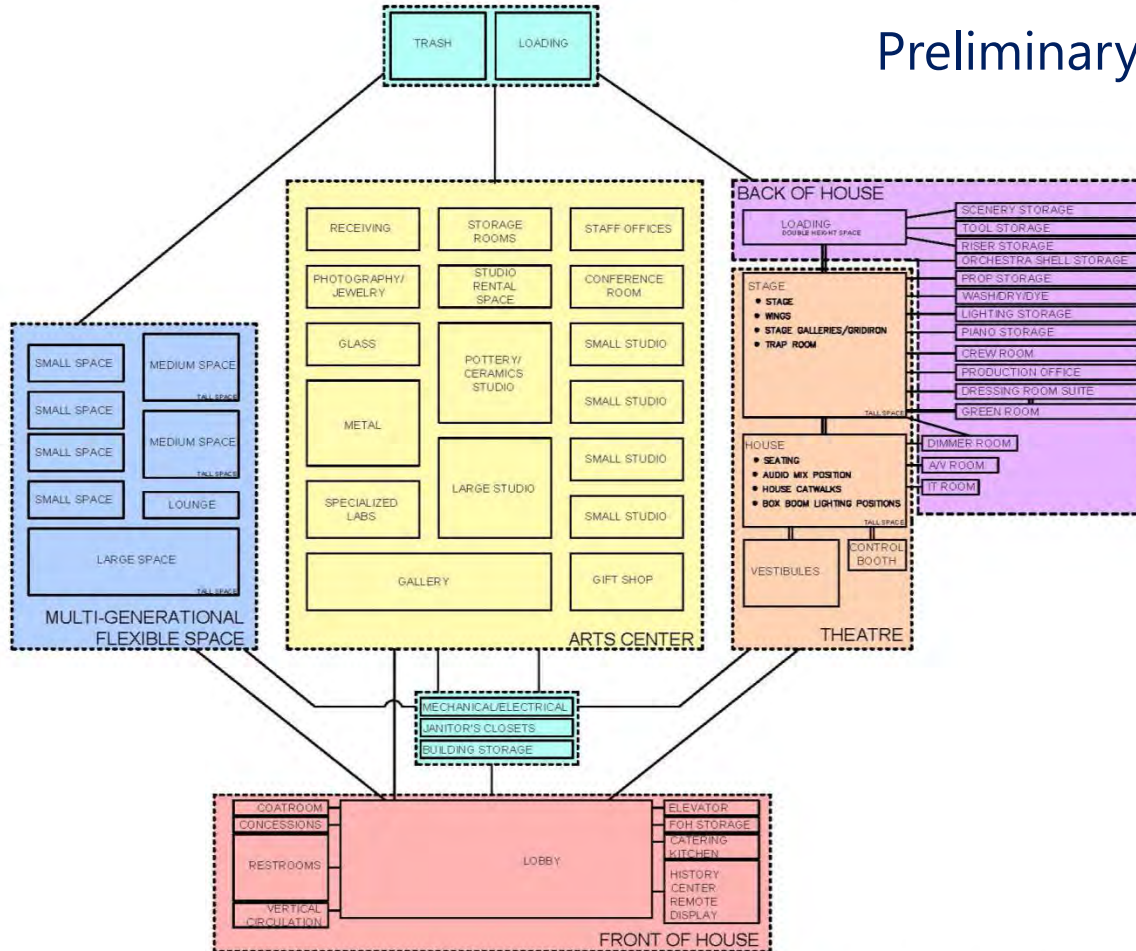 Preliminary
TRASH
LOADING
BACK OF HOUSE
LOADING
DOUBLE HEIGHT SPACE
SCENERY STORAGE
TOOL STORAGE
RISER STORAGE
ORCHESTRA SHELL STORAGE
PROP STORAGE
WASH/DRY/DYE
LIGHTING STORAGE
PIANO STORAGE
CREW ROOM
PRODUCTION OFFICE
DRESSING ROOM SUITE
GREEN ROOM
DIMMER ROOM
A/V ROOM
IT ROOM
STAGE
• STAGE
• WINGS
• STAGE GALLERIES/GRIDIRON
• TRAP ROOM
TALL SPACE
HOUSE
• SEATING
• AUDIO MIX POSITION
• HOUSE CATWALKS
• BOX BOOM LIGHTING POSITIONS
TALL SPACE
VESTIBULES
CONTROL
BOOTH
THEATRE
RECEIVING
STORAGE
ROOMS
STAFF OFFICES
PHOTOGRAPHY/
JEWELRY
STUDIO
RENTAL
SPACE
CONFERENCE
ROOM
GLASS
POTTERY/
CERAMICS
STUDIO
SMALL STUDIO
SMALL STUDIO
METAL
LARGE STUDIO
SMALL STUDIO
SPECIALIZED
LABS
SMALL STUDIO
GALLERY
GIFT SHOP
ARTS CENTER
SMALL SPACE
MEDIUM SPACE
TALL SPACE
SMALL SPACE
SMALL SPACE
MEDIUM SPACE
TALL SPACE
SMALL SPACE
LOUNGE
LARGE SPACE
TALL SPACE
MULTI-GENERATIONAL
FLEXIBLE SPACE
MECHANICAL/ELECTRICAL
JANITOR'S CLOSETS
BUILDING STORAGE
COATROOM
CONCESSIONS
RESTROOMS
VERTICAL
CIRCULATION
LOBBY
ELEVATOR
FOH STORAGE
CATERING
KITCHEN
HISTORY
CENTER
REMOTE
DISPLAY
FRONT OF HOUSE